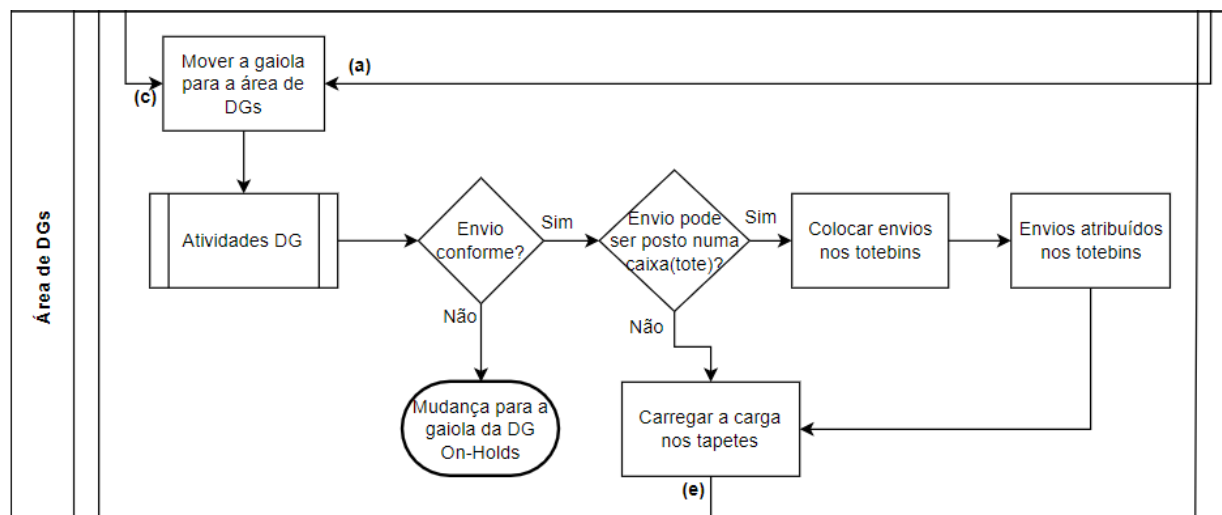 Área de DGs
Mover a gaiola
para a área de
DGs
(a)
(c)
Atividades DG
Envio
conforme?
Sim
Não
Envio pode
ser posto numa
caixa(tote)?
Sim
Não
Colocar envios
nos totebins
Envios atribuídos
nos totebins
Mudança para a
gaiola da DG
On-Holds
Carregar a carga
nos tapetes
(e)